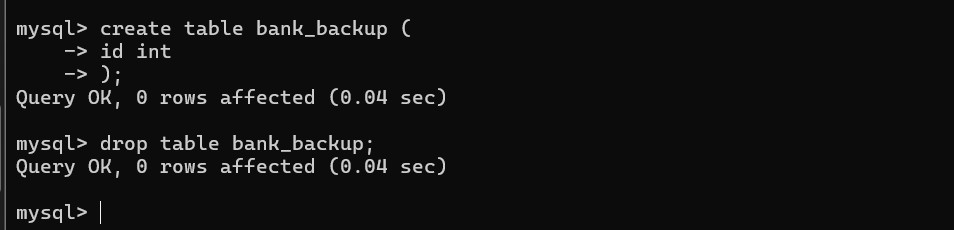 mysql> create table bank_backup (
    -> id int
    -> );
Query OK, 0 rows affected (0.04 sec)
mysql> drop table bank_backup;
Query OK, 0 rows affected (0.04 sec)
mysql>